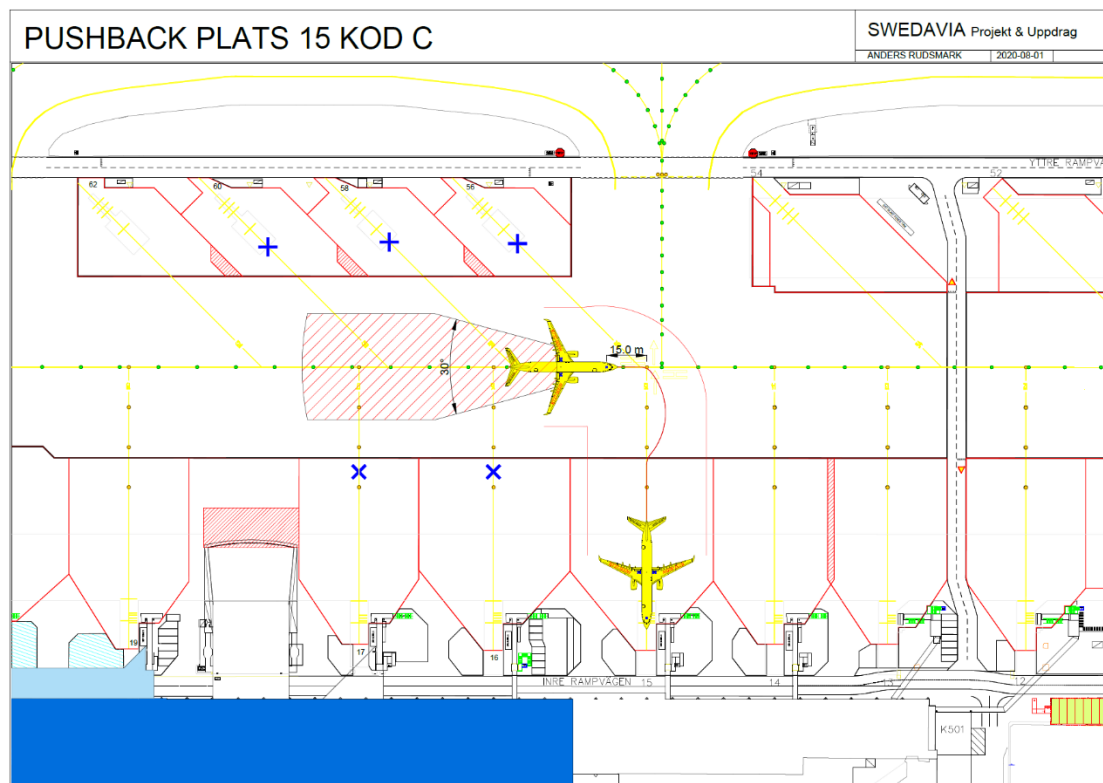 PUSHBACK PLATS 15 KOD C
SWEDAVIA Projekt & Uppdrag
ANDERS RUDSMARK 2020-08-01
YTTRE RAMPVÄ
62 60 58 56 54 52
15.0 m
30°
19 17 16
INRE RAMPVÄGEN 15 14 13 12
K501